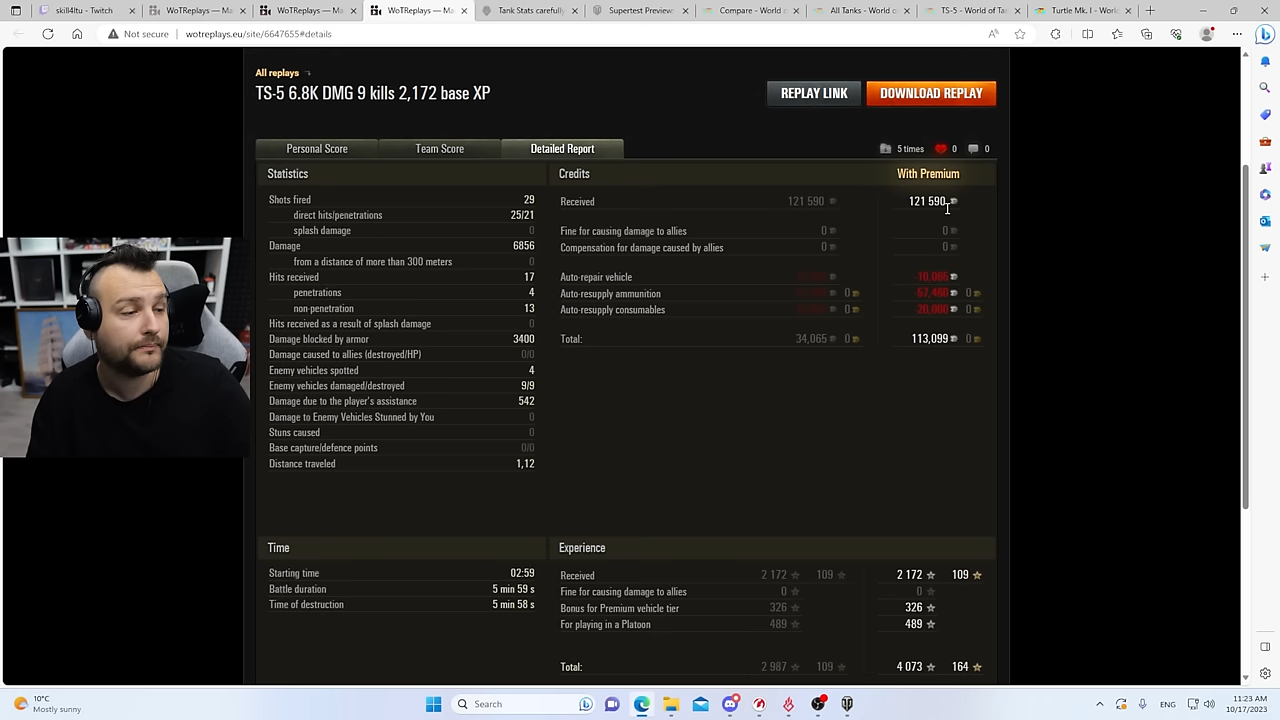 skill4ltu - Twitch
WoTReplays — Ma
WoTReplays — Ma
WoTReplays — Ma
Tank Stats carefully
Supertest Preview
Compare - World o
All Tanks - World o
TS-5 - World of Tan
Turtle Mk. I - Worl
Not secure
wotreplays.eu/site/6647655#details
All replays
TS-5 6.8K DMG 9 kills 2,172 base XP
REPLAY LINK
DOWNLOAD REPLAY
Personal Score
Team Score
Detailed Report
5 times
0
0
Statistics
Credits
With Premium
Shots fired 29
Received 121 590 121 590
direct hits/penetrations 25/21
splash damage 0
Fine for causing damage to allies 0 0
Damage 6856
Compensation for damage caused by allies 0 0
from a distance of more than 300 meters 0
Hits received 17
Auto-repair vehicle
penetrations 4
Auto-resupply ammunition 0 0
non-penetration 13
Auto-resupply consumables 0 -20,000 0
Hits received as a result of splash damage 0
Damage blocked by armor 3400
Total: 34,065 0 113,099 0
Damage caused to allies (destroyed/HP) 0/0
Enemy vehicles spotted 4
Enemy vehicles damaged/destroyed 9/9
Damage due to the player's assistance 542
Damage to Enemy Vehicles Stunned by You 0
Stuns caused 0
Base capture/defence points 0/0
Distance traveled 1,12
Time
Experience
Starting time 02:59
Received 2 172 109 2 172 109
Battle duration 5 min 59 s
Fine for causing damage to allies 0 0
Time of destruction 5 min 58 s
Bonus for Premium vehicle tier 326 326
For playing in a Platoon 489 489
Total: 2 987 109 4 073 164
10°C
Mostly sunny
Search
ENG
11:23 AM
10/17/2023